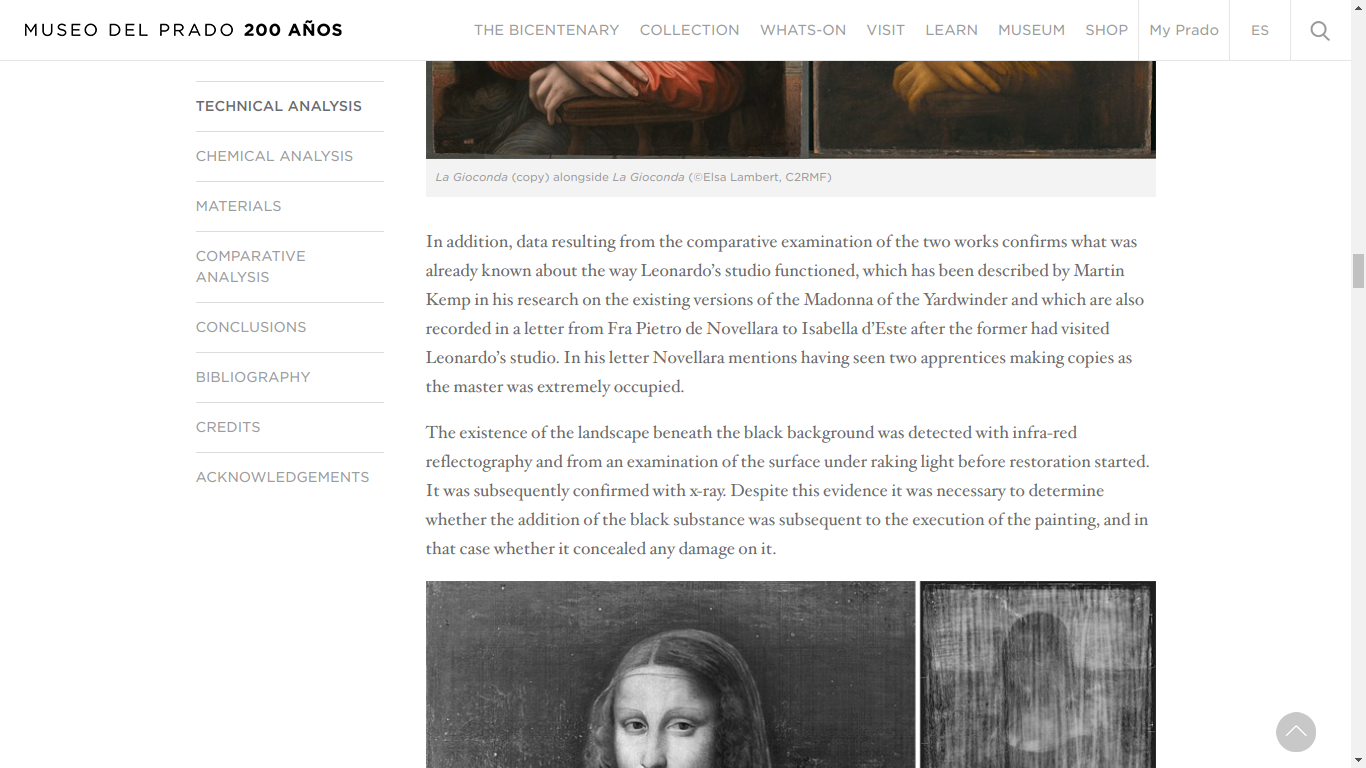 MUSEO DEL PRADO 200 AÑOS
THE BICENTENARY COLLECTION WHATS-ON VISIT LEARN MUSEUM SHOP My Prado ES
TECHNICAL ANALYSIS
CHEMICAL ANALYSIS
MATERIALS
COMPARATIVE
ANALYSIS
CONCLUSIONS
BIBLIOGRAPHY
CREDITS
ACKNOWLEDGEMENTS
La Gioconda (copy) alongside La Gioconda (©Elsa Lambert, C2RMF)
In addition, data resulting from the comparative examination of the two works confirms what was
already known about the way Leonardo’s studio functioned, which has been described by Martin
Kemp in his research on the existing versions of the Madonna of the Yardwinder and which are also
recorded in a letter from Fra Pietro de Novellara to Isabella d’Este after the former had visited
Leonardo’s studio. In his letter Novellara mentions having seen two apprentices making copies as
the master was extremely occupied.
The existence of the landscape beneath the black background was detected with infra-red
reflectography and from an examination of the surface under raking light before restoration started.
It was subsequently confirmed with x-ray. Despite this evidence it was necessary to determine
whether the addition of the black substance was subsequent to the execution of the painting, and in
that case whether it concealed any damage on it.